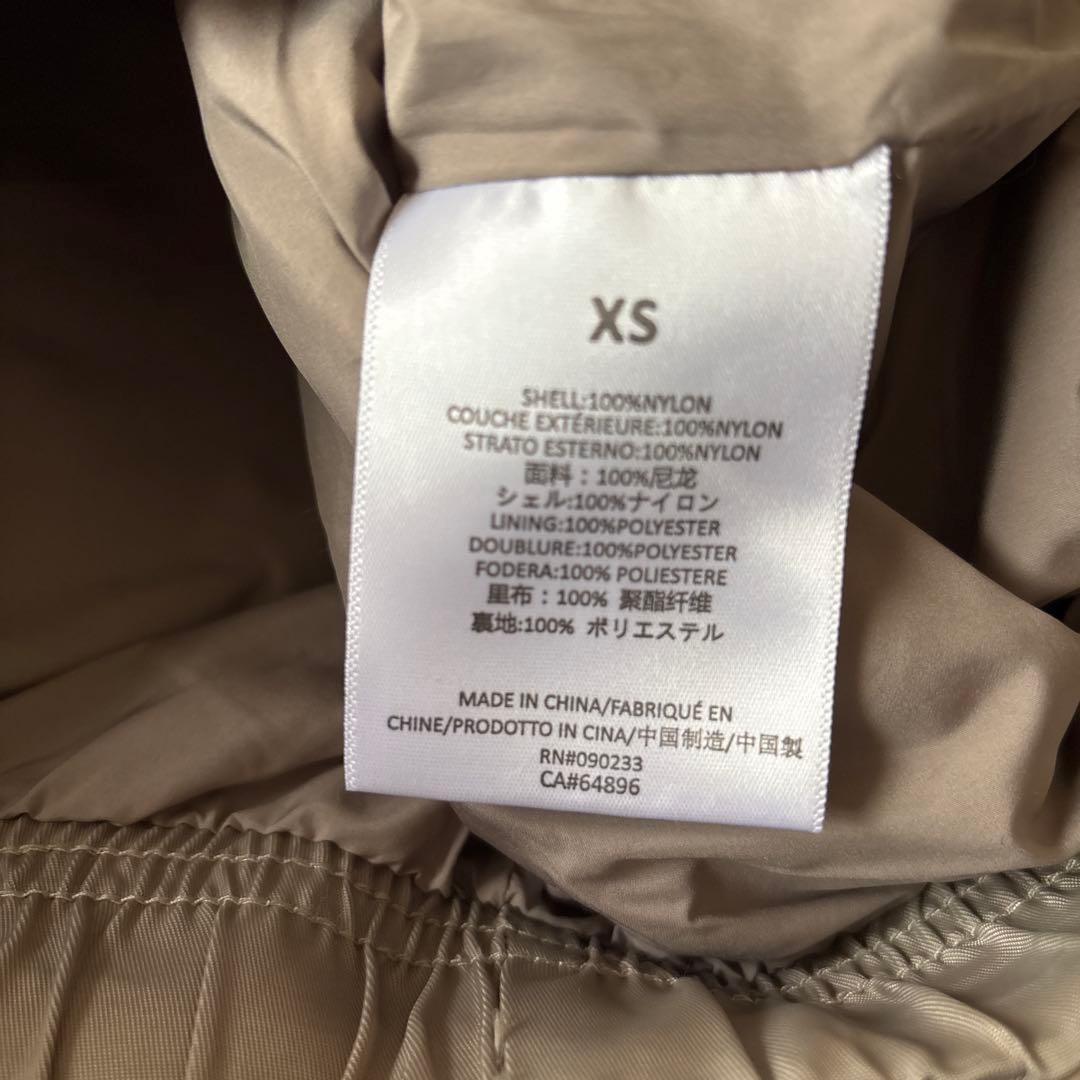 XS
SHELL:100%NYLON
COUCHE EXTÉRIEURE:100%NYLON
STRATO ESTERNO:100%NYLON
面料：100%尼龙
シェル:100%ナイロン
LINING:100%POLYESTER
DOUBLURE:100%POLYESTER
FODERA:100% POLIESTERE
里布：100% 聚酯纤维
裏地:100% ポリエステル
MADE IN CHINA/FABRIQUÉ EN
CHINE/PRODOTTO IN CINA/中国制造/中国製
RN#090233
CA#64896